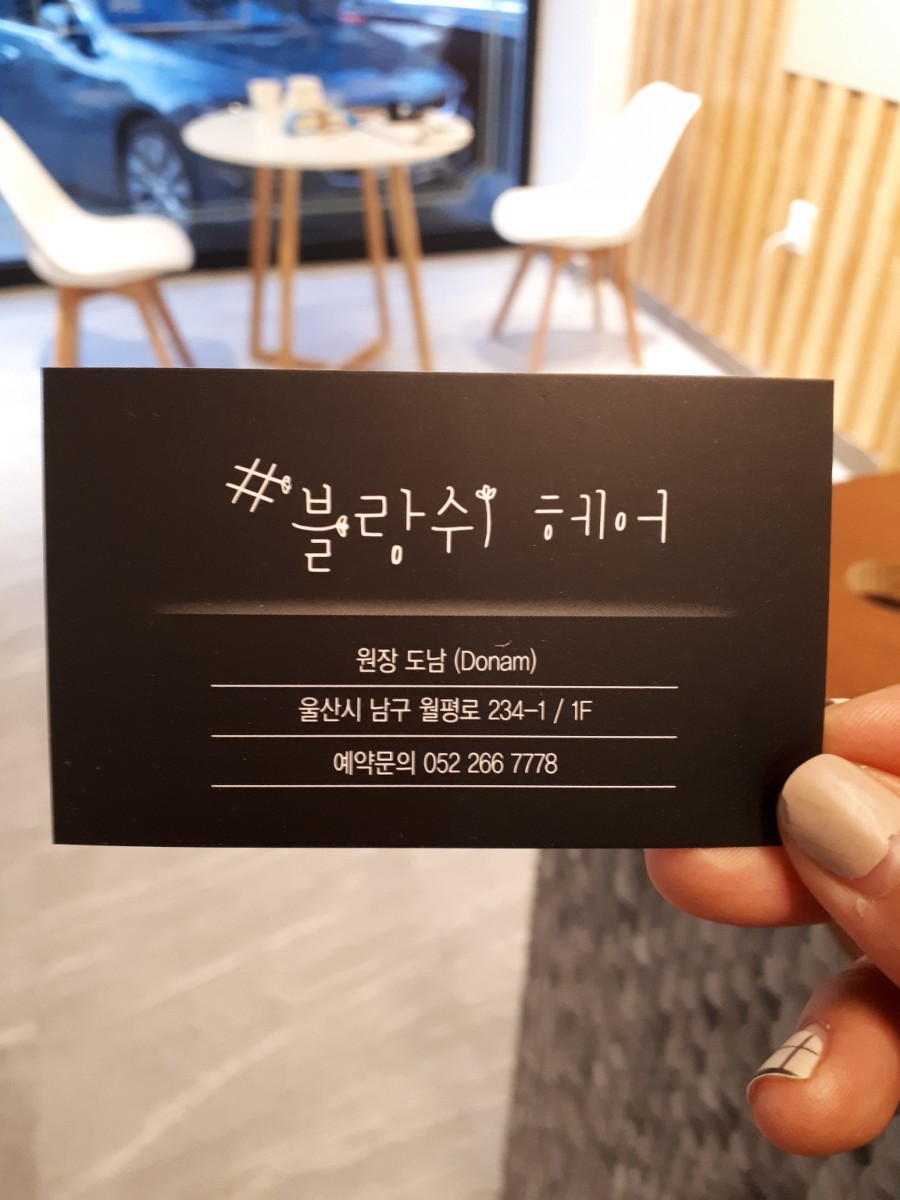 #블랑쉬 헤어
원장 도남 (Donam)
울산시 남구 월평로 234-1 / 1F
예약문의 052 266 7778